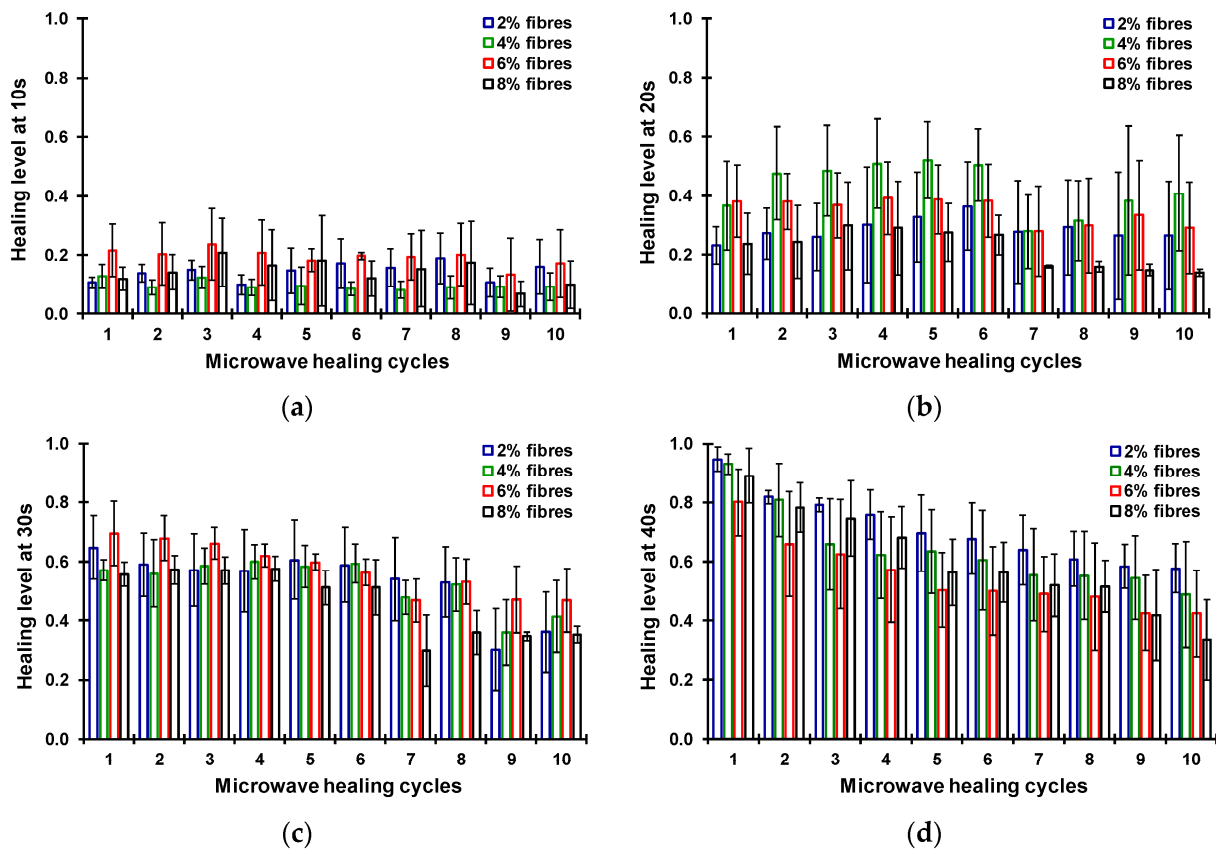 Healing level at 10s
1.0
0.8
0.6
0.4
0.2
0.0
2% fibres
4% fibres
6% fibres
8% fibres
1 2 3 4 5 6 7 8 9 10
Microwave healing cycles
(a)
Healing level at 20s
1.0
0.8
0.6
0.4
0.2
0.0
2% fibres
4% fibres
6% fibres
8% fibres
1 2 3 4 5 6 7 8 9 10
Microwave healing cycles
(b)
Healing level at 30s
1.0
0.8
0.6
0.4
0.2
0.0
2% fibres
4% fibres
6% fibres
8% fibres
1 2 3 4 5 6 7 8 9 10
Microwave healing cycles
(c)
Healing level at 40s
1.0
0.8
0.6
0.4
0.2
0.0
2% fibres
4% fibres
6% fibres
8% fibres
1 2 3 4 5 6 7 8 9 10
Microwave healing cycles
(d)